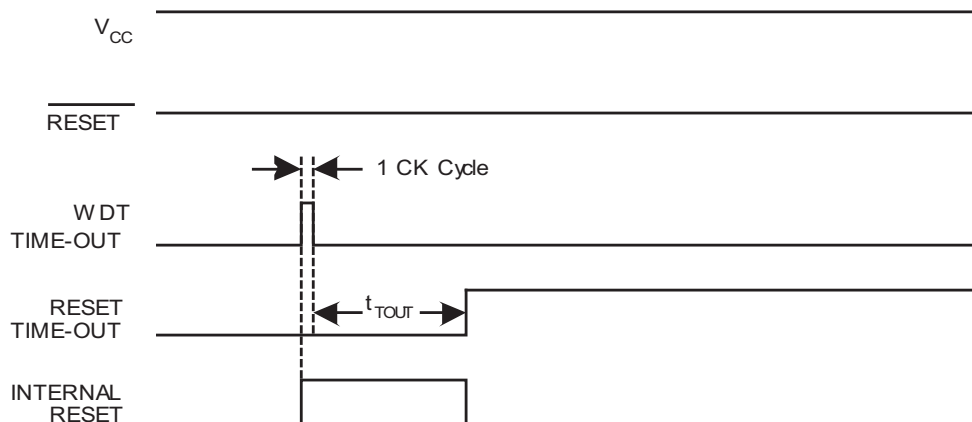 VCC
RESET
1 CK Cycle
WDT
TIME-OUT
RESET
TIME-OUT
tTOUT
INTERNAL
RESET